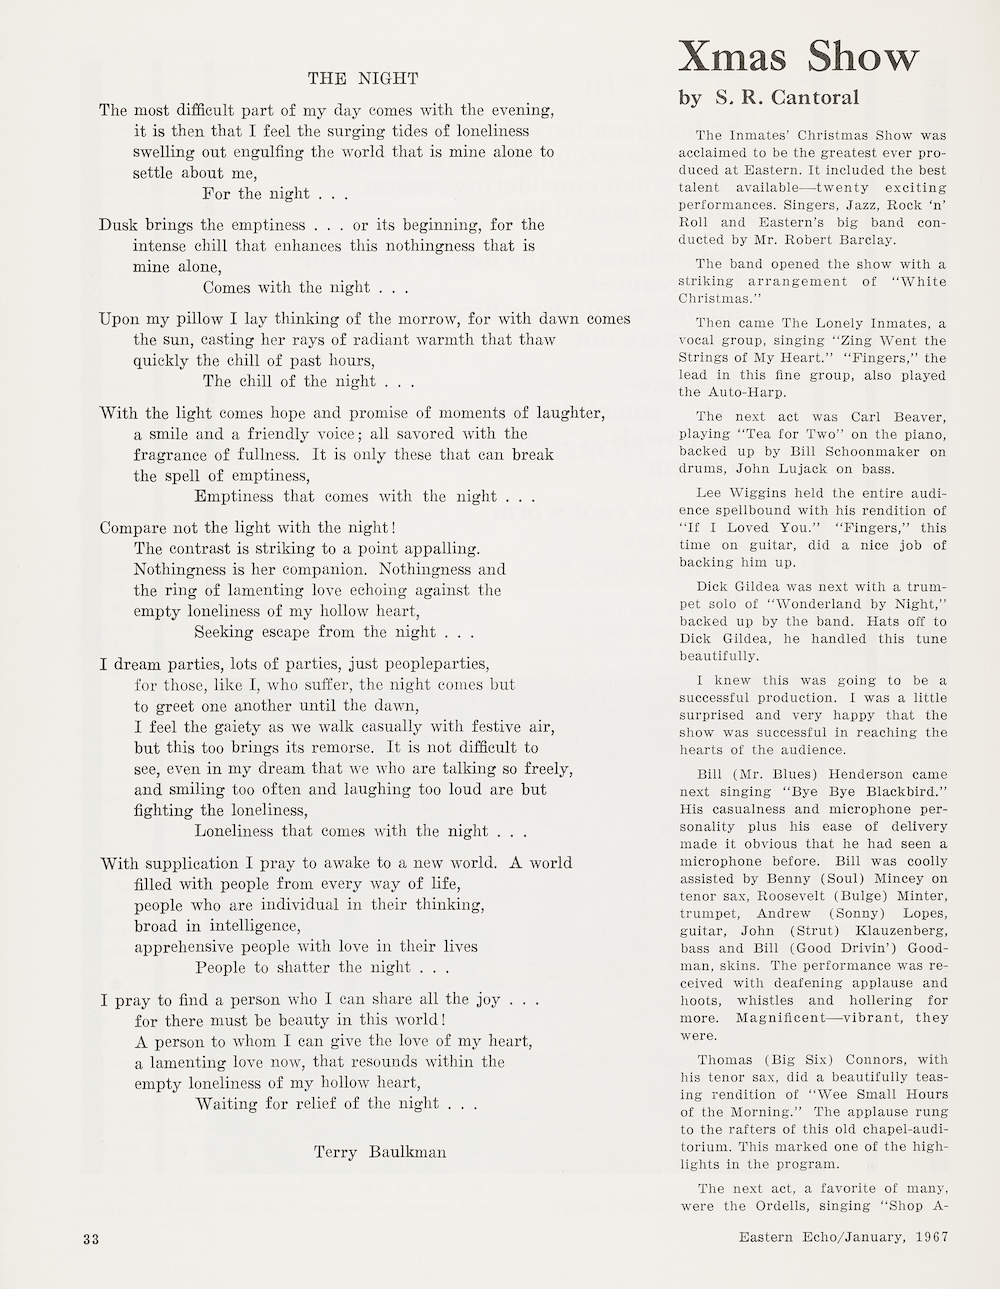 THE NIGHT
The most difficult part of my day comes with the evening,
it is then that I feel the surging tides of loneliness
swelling out engulfing the world that is mine alone to
settle about me,
For the night . . .
Dusk brings the emptiness . . . or its beginning, for the
intense chill that enhances this nothingness that is
mine alone,
Comes with the night . . .
Upon my pillow I lay thinking of the morrow, for with dawn comes
the sun, casting her rays of radiant warmth that thaw
quickly the chill of past hours,
The chill of the night . . .
With the light comes hope and promise of moments of laughter,
a smile and a friendly voice; all savored with the
fragrance of fullness. It is only these that can break
the spell of emptiness,
Emptiness that comes with the night . . .
Compare not the light with the night!
The contrast is striking to a point appalling.
Nothingness is her companion. Nothingness and
the ring of lamenting love echoing against the
empty loneliness of my hollow heart,
Seeking escape from the night . . .
I dream parties, lots of parties, just peopleparties,
for those, like I, who suffer, the night comes but
to greet one another until the dawn,
I feel the gaiety as we walk casually with festive air,
but this too brings its remorse. It is not difficult to
see, even in my dream that we who are talking so freely,
and smiling too often and laughing too loud are but
fighting the loneliness,
Loneliness that comes with the night . . .
With supplication I pray to awake to a new world. A world
filled with people from every way of life,
people who are individual in their thinking,
broad in intelligence,
apprehensive people with love in their lives
People to shatter the night . . .
I pray to find a person who I can share all the joy . . .
for there must be beauty in this world!
A person to whom I can give the love of my heart,
a lamenting love now, that resounds within the
empty loneliness of my hollow heart,
Waiting for relief of the night . . .
Terry Baulkman
Xmas Show
by S. R. Cantoral
The Inmates' Christmas Show was
acclaimed to be the greatest ever pro-
duced at Eastern. It included the best
talent available—twenty exciting
performances. Singers, Jazz, Rock 'n'
Roll and Eastern's big band con-
ducted by Mr. Robert Barclay.
The band opened the show with a
striking arrangement of "White
Christmas."
Then came The Lonely Inmates, a
vocal group, singing "Zing Went the
Strings of My Heart." "Fingers," the
lead in this fine group, also played
the Auto-Harp.
The next act was Carl Beaver,
playing "Tea for Two" on the piano,
backed up by Bill Schoonmaker on
drums, John Lujack on bass.
Lee Wiggins held the entire audi-
ence spellbound with his rendition of
"If I Loved You." "Fingers," this
time on guitar, did a nice job of
backing him up.
Dick Gildea was next with a trum-
pet solo of "Wonderland by Night,"
backed up by the band. Hats off to
Dick Gildea, he handled this tune
beautifully.
I knew this was going to be a
successful production. I was a little
surprised and very happy that the
show was successful in reaching the
hearts of the audience.
Bill (Mr. Blues) Henderson came
next singing "Bye Bye Blackbird."
His casualness and microphone per-
sonality plus his ease of delivery
made it obvious that he had seen a
microphone before. Bill was coolly
assisted by Benny (Soul) Mincey on
tenor sax, Roosevelt (Bulge) Minter,
trumpet, Andrew (Sonny) Lopes,
guitar, John (Strut) Klauzenberg,
bass and Bill (Good Drivin') Good-
man, skins. The performance was re-
ceived with deafening applause and
hoots, whistles and hollering for
more. Magnificent—vibrant, they
were.
Thomas (Big Six) Connors, with
his tenor sax, did a beautifully teas-
ing rendition of "Wee Small Hours
of the Morning." The applause rung
to the rafters of this old chapel-audi-
torium. This marked one of the high-
lights in the program.
The next act, a favorite of many,
were the Ordells, singing "Shop A-
33
Eastern Echo/January, 1967